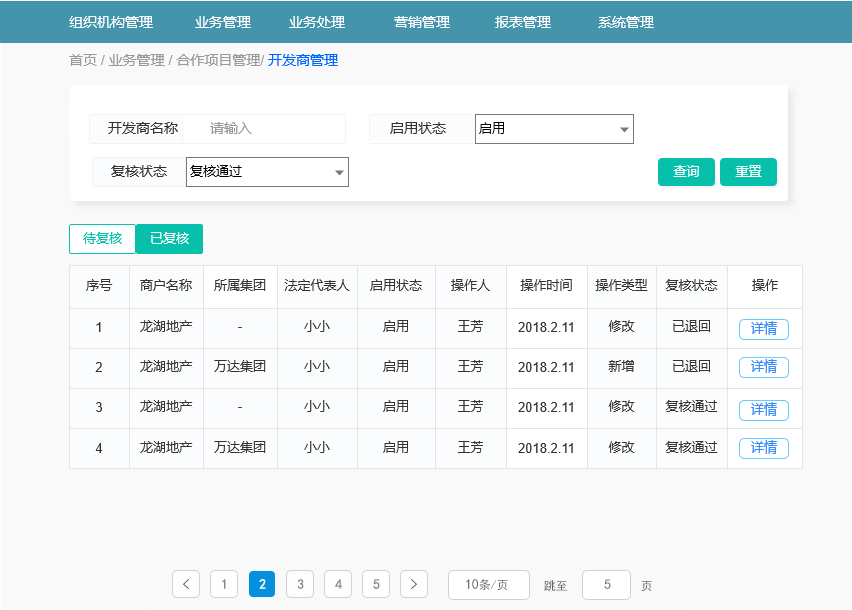 组织机构管理 业务管理 业务处理 营销管理 报表管理 系统管理
首页 / 业务管理 / 合作项目管理/ 开发商管理
开发商名称 请输入 启用状态 启用
复核状态 复核通过 查询 重置
待复核 已复核
序号 商户名称 所属集团 法定代表人 启用状态 操作人 操作时间 操作类型 复核状态 操作
1 龙湖地产 - 小小 启用 王芳 2018.2.11 修改 已退回 详情
2 龙湖地产 万达集团 小小 启用 王芳 2018.2.11 新增 已退回 详情
3 龙湖地产 - 小小 启用 王芳 2018.2.11 修改 复核通过 详情
4 龙湖地产 万达集团 小小 启用 王芳 2018.2.11 修改 复核通过 详情
< 1 2 3 4 5 > 10条/页 跳至 5 页